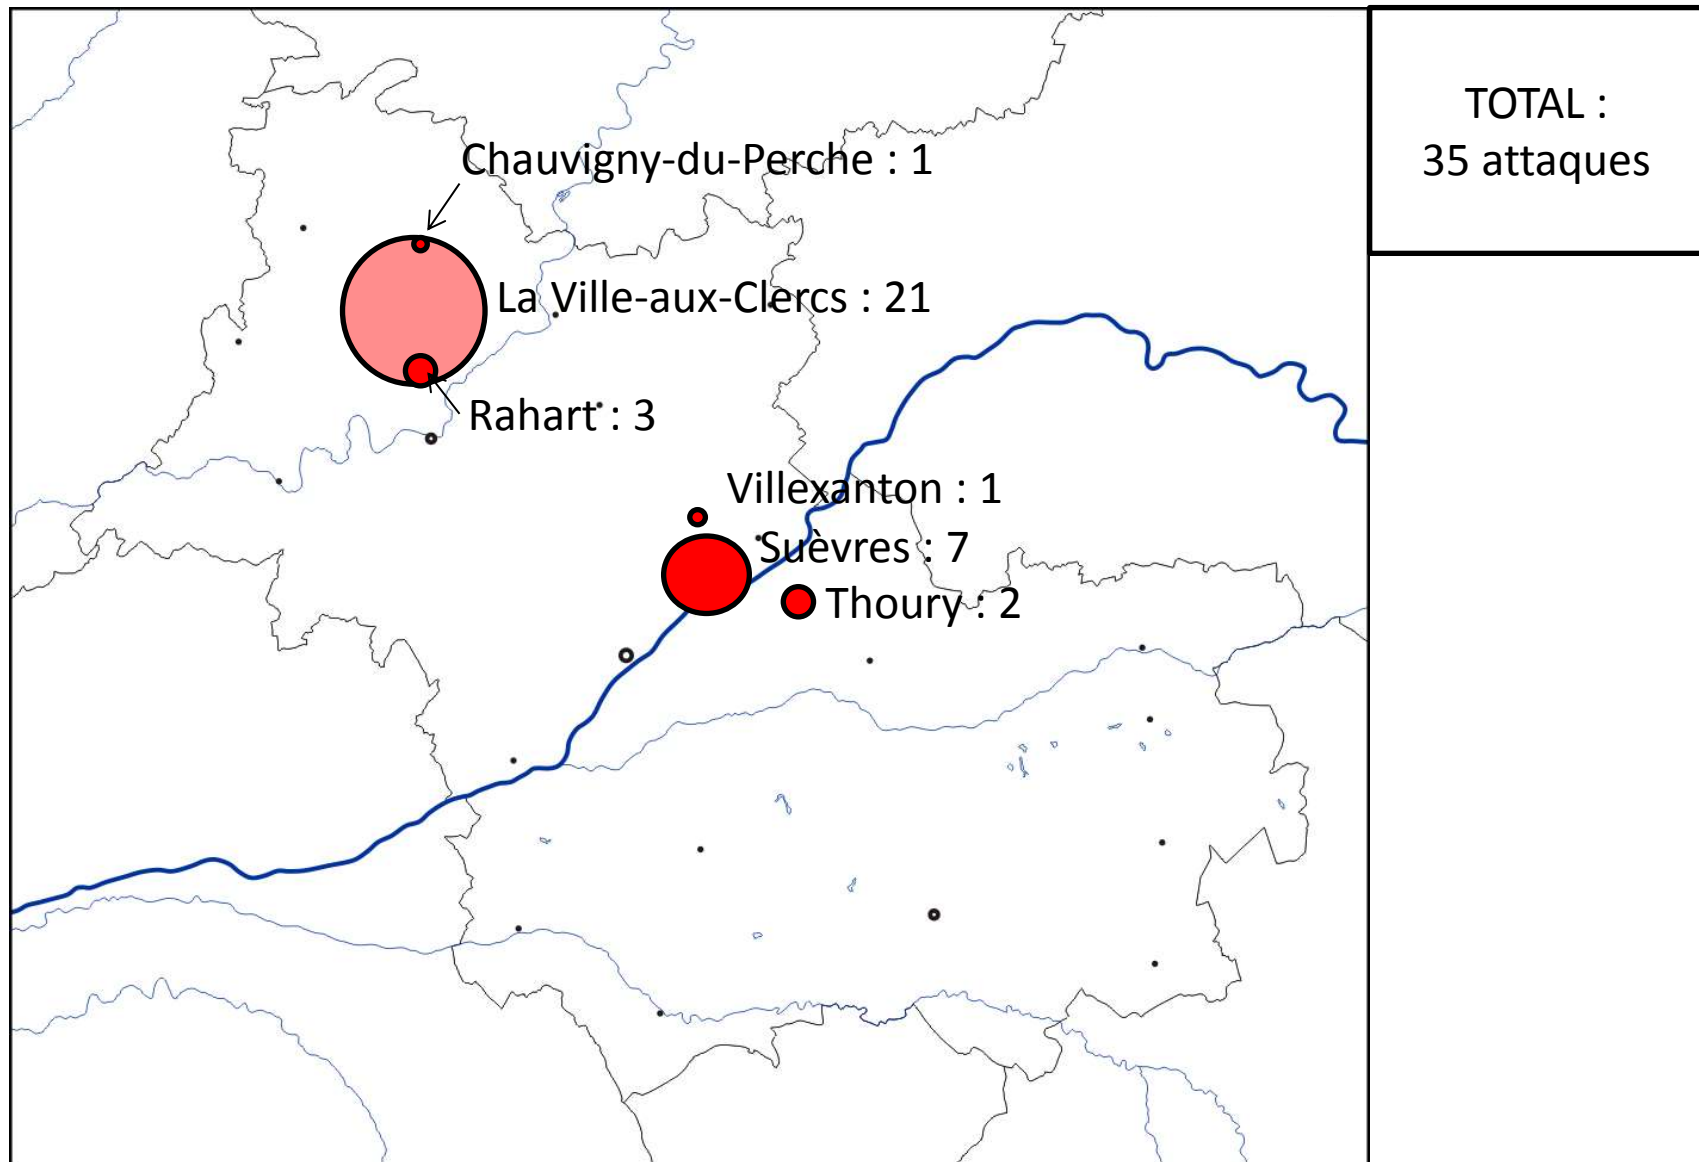 TOTAL :
35 attaques
Chauvigny-du-Perche : 1
La Ville-aux-Clercs : 21
Rahart : 3
Villexanton : 1
Suèvres : 7
Thoury : 2